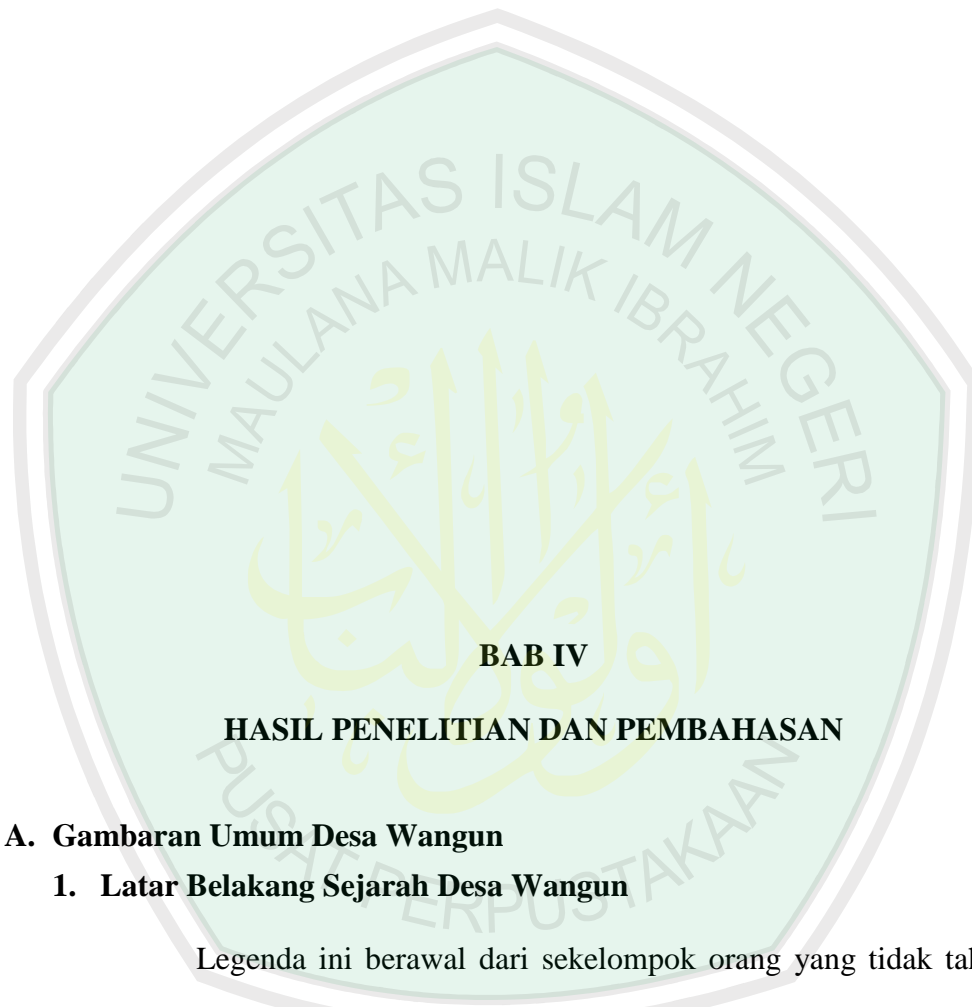 UNIVERSITAS ISLAM NEGERI
MAULANA MALIK IBRAHIM
BAB IV
HASIL PENELITIAN DAN PEMBAHASAN
A. Gambaran Umum Desa Wangun
1. Latar Belakang Sejarah Desa Wangun
Legenda ini berawal dari sekelompok orang yang tidak
PUSAT PERPUSTAKAAN